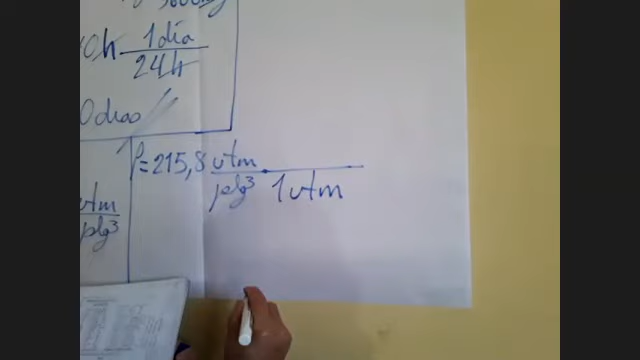 0h 1día
24h
0días
ρ=215,8 utm
plg³ 1utm
utm
plg³